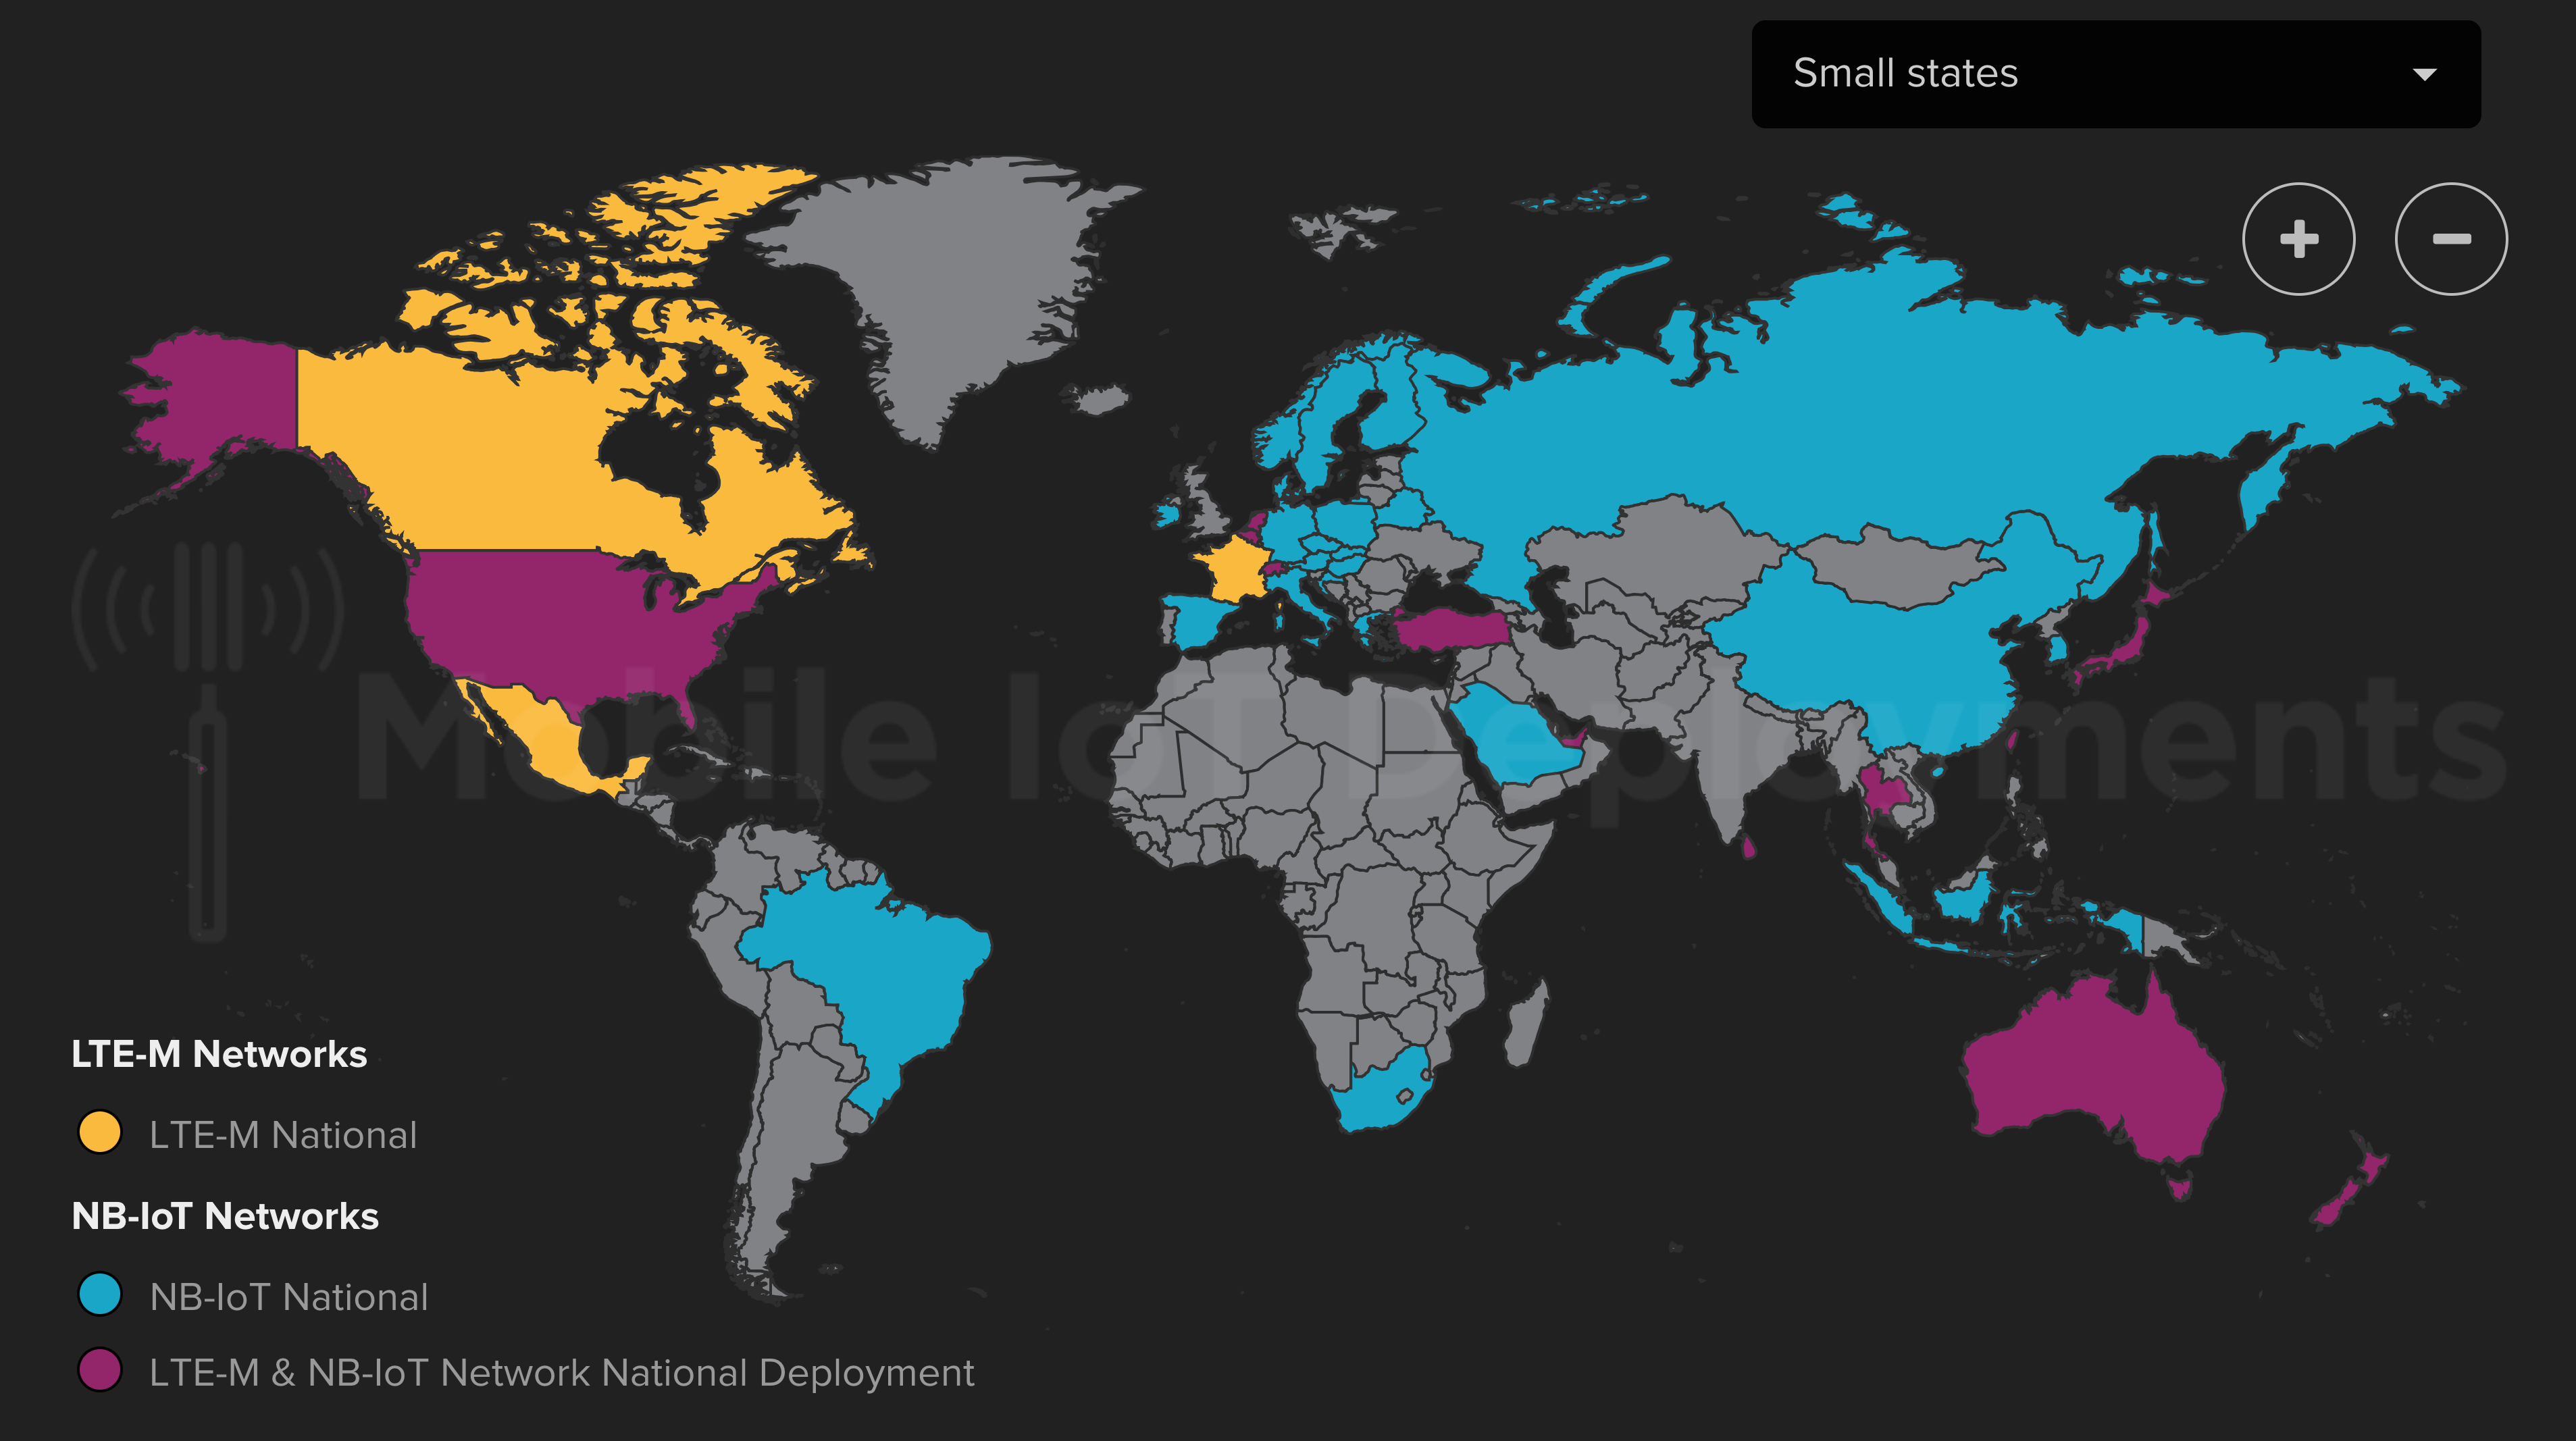 Small states
Mobile IoT Deployments
LTE-M Networks
LTE-M National
NB-IoT Networks
NB-IoT National
LTE-M & NB-IoT Network National Deployment